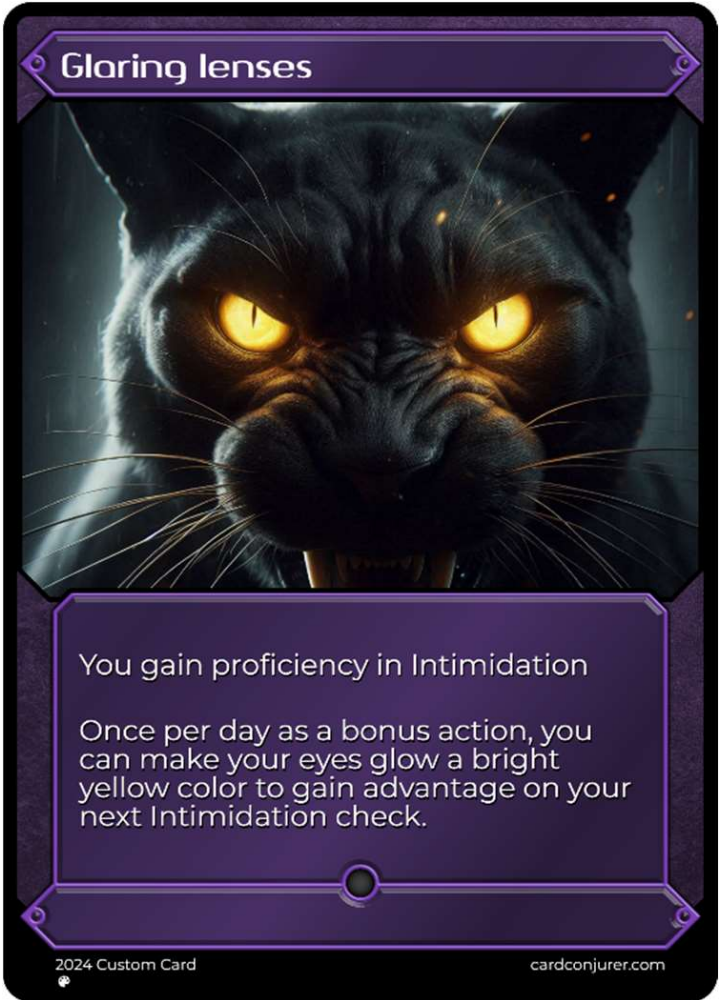 Glaring lenses
You gain proficiency in Intimidation
Once per day as a bonus action, you
can make your eyes glow a bright
yellow color to gain advantage on your
next Intimidation check.
2024 Custom Card
cardconjurer.com